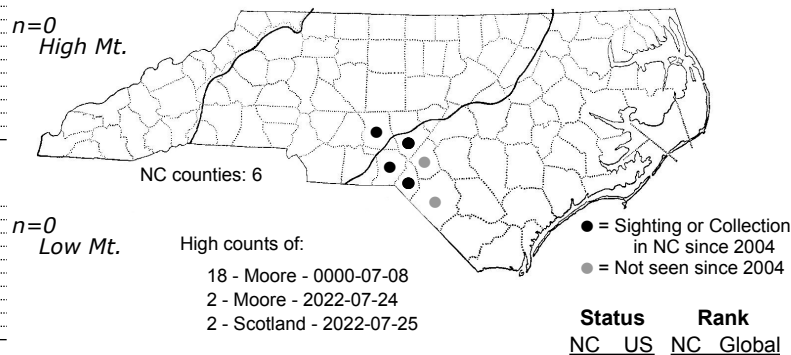 n=0
High Mt.
NC counties: 6
n=0
Low Mt.
High counts of:
18 - Moore - 0000-07-08
2 - Moore - 2022-07-24
2 - Scotland - 2022-07-25
● = Sighting or Collection
in NC since 2004
● = Not seen since 2004
Status Rank
NC US NC Global